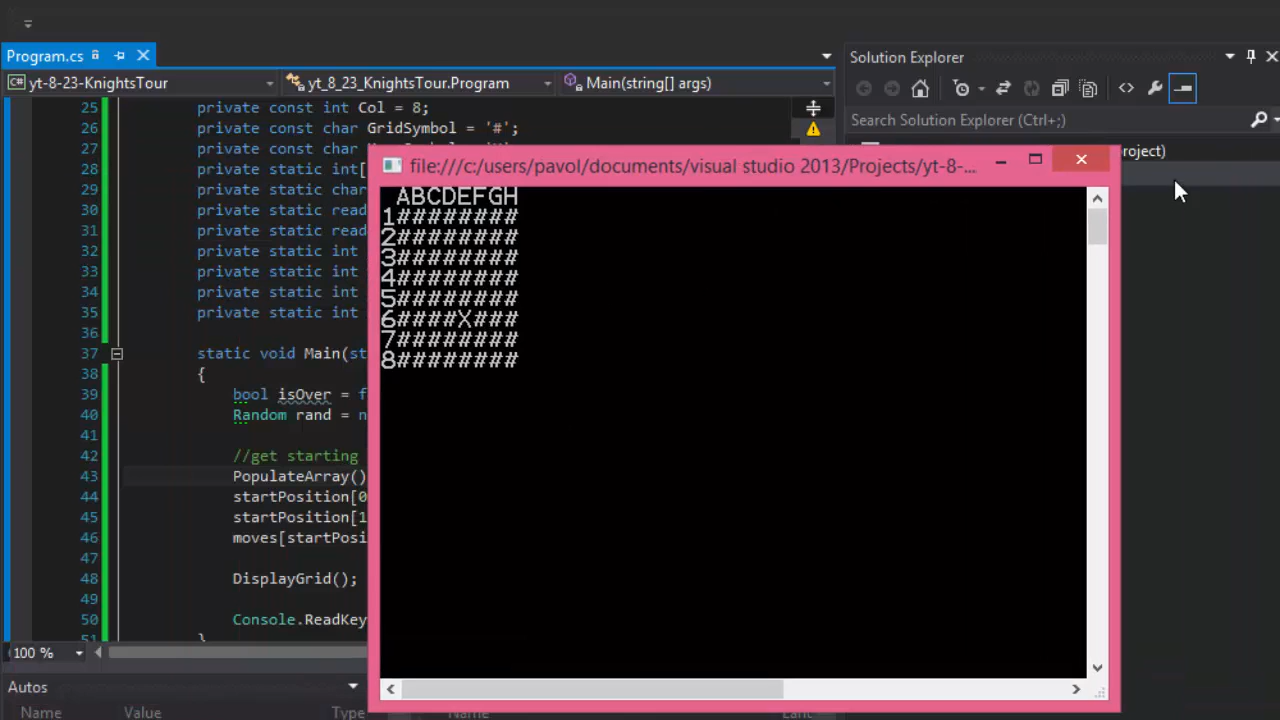 Program.cs
Solution Explorer
C# yt-8-23-KnightsTour
yt_8_23_KnightsTour.Program
Main(string[] args)
Search Solution Explorer (Ctrl+;)
25 private const int Col = 8;
26 private const char GridSymbol = '#';
27 private const char
28 private static int[
29 private static char
30 private static read
31 private static read
32 private static int
33 private static int
34 private static int
35 private static int
36
37 static void Main(st
38 {
39 bool isOver = f
40 Random rand = n
41
42 //get starting
43 PopulateArray()
44 startPosition[0
45 startPosition[1
46 moves[startPosi
47
48 DisplayGrid();
49
50 Console.ReadKey
51 }
file:///c:/users/pavol/documents/visual studio 2013/Projects/yt-8-...
roject)
ABCDEFGH
1########
2########
3########
4########
5########
6####X###
7########
8########
100 %
Autos
Name Value Type
Name